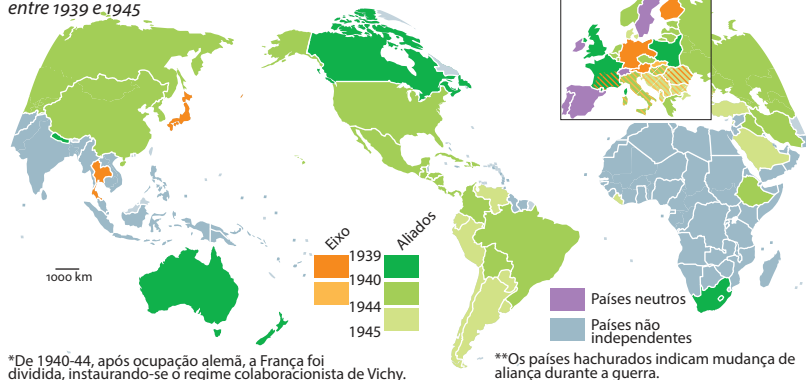 entre 1939 e 1945
Eixo
Aliados
1939
1940
1944
1945
1000 km
Países neutros
Países não
independentes
*De 1940-44, após ocupação alemã, a França foi
dividida, instaurando-se o regime colaboracionista de Vichy.
**Os países hachurados indicam mudança de
aliança durante a guerra.